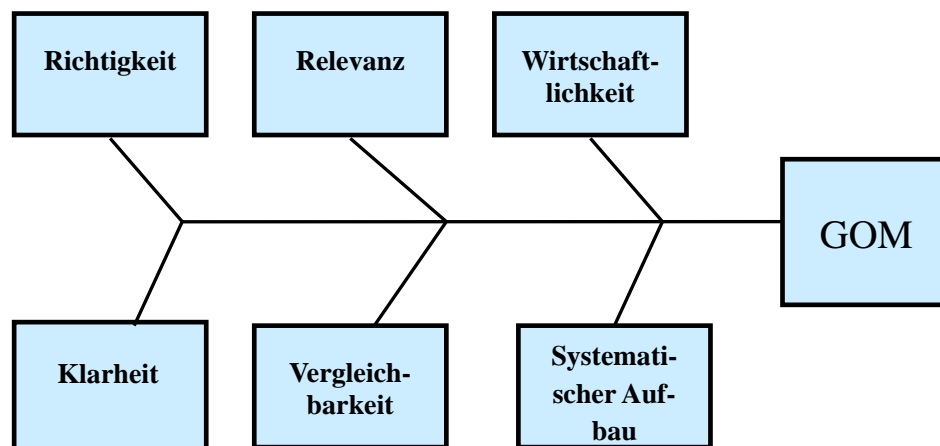 Richtigkeit
Relevanz
Wirtschaft-
lichkeit
GOM
Klarheit
Vergleich-
barkeit
Systemati-
scher Auf-
bau